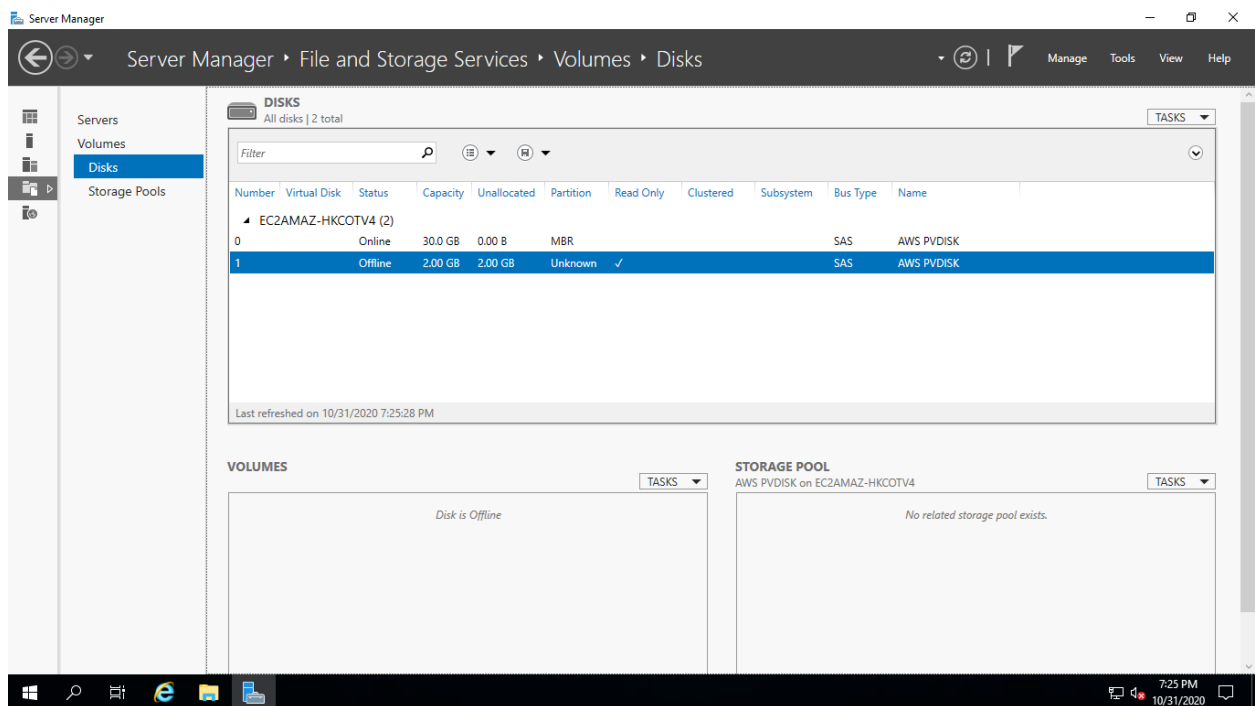 Server Manager
Server Manager ‣ File and Storage Services ‣ Volumes ‣ Disks
Manage Tools View Help
Servers
Volumes
Disks
Storage Pools
DISKS
All disks | 2 total
TASKS
Filter
Number Virtual Disk Status Capacity Unallocated Partition Read Only Clustered Subsystem Bus Type Name
EC2AMAZ-HKCOTV4 (2)
0 Online 30.0 GB 0.00 B MBR SAS AWS PVDISK
1 Offline 2.00 GB 2.00 GB Unknown ✓ SAS AWS PVDISK
Last refreshed on 10/31/2020 7:25:28 PM
VOLUMES
TASKS
Disk is Offline
STORAGE POOL
AWS PVDISK on EC2AMAZ-HKCOTV4
TASKS
No related storage pool exists.
7:25 PM
10/31/2020